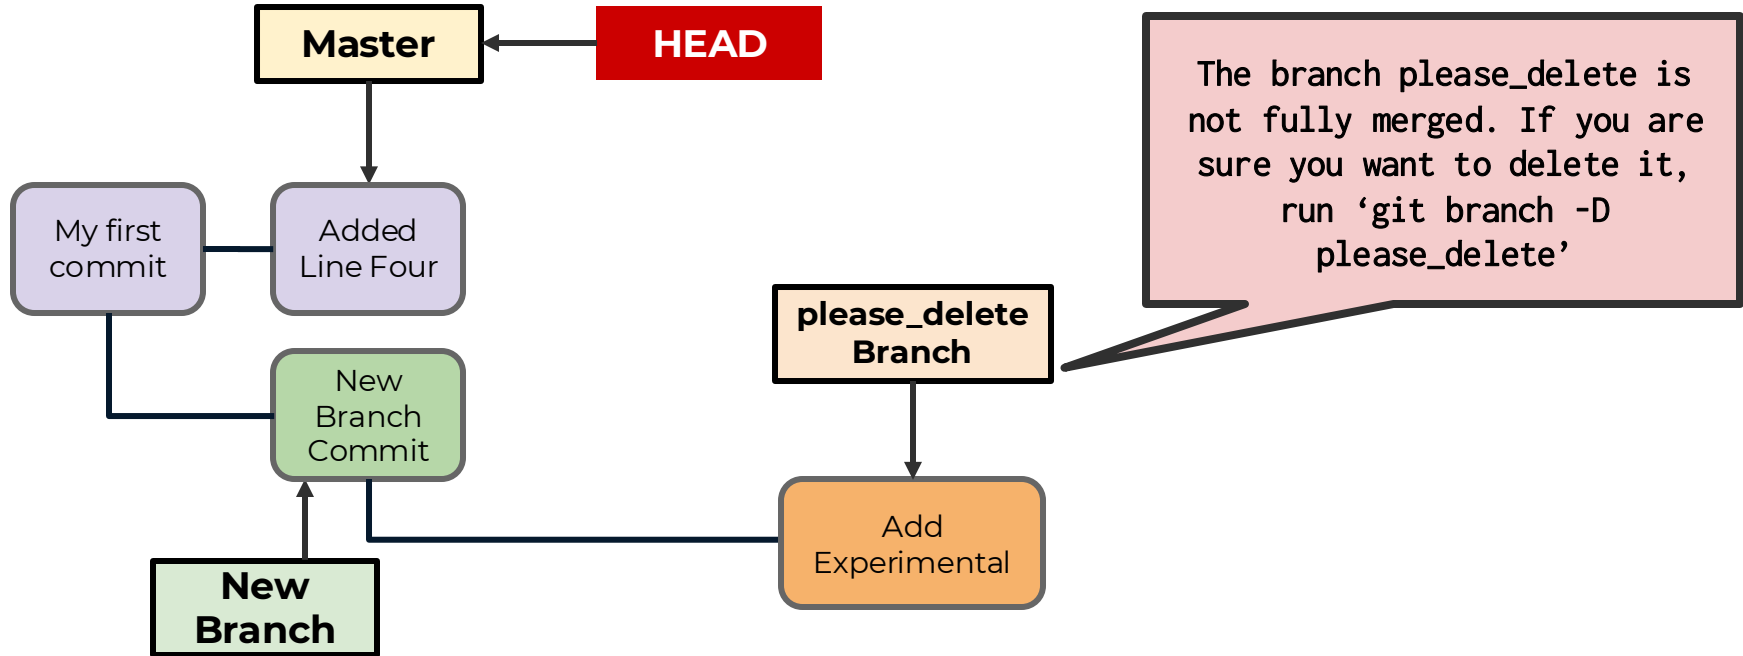 Master
HEAD
The branch please_delete is
not fully merged. If you are
sure you want to delete it,
run ‘git branch -D
please_delete’
My first
commit
Added
Line Four
please_delete
Branch
New
Branch
Commit
Add
Experimental
New
Branch